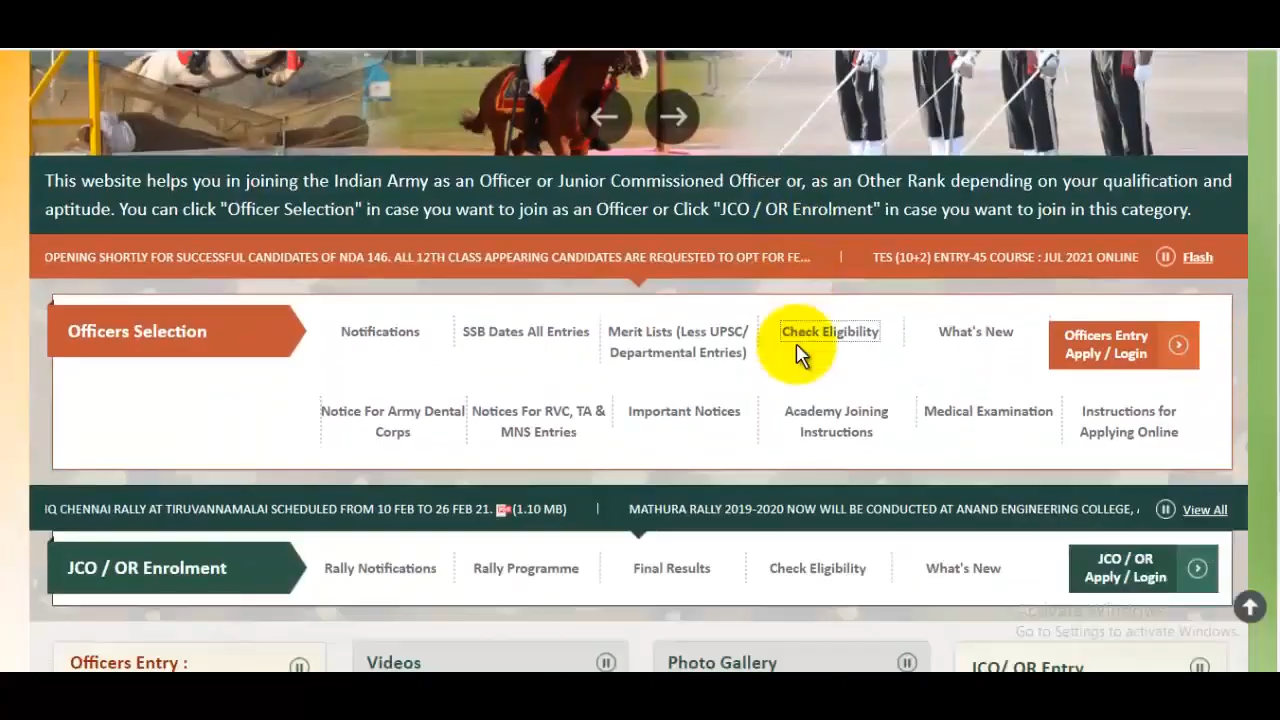 This website helps you in joining the Indian Army as an Officer or Junior Commissioned Officer or, as an Other Rank depending on your qualification and
aptitude. You can click "Officer Selection" in case you want to join as an Officer or Click "JCO / OR Enrolment" in case you want to join in this category.
OPENING SHORTLY FOR SUCCESSFUL CANDIDATES OF NDA 146. ALL 12TH CLASS APPEARING CANDIDATES ARE REQUESTED TO OPT FOR FE... | TES (10+2) ENTRY-45 COURSE : JUL 2021 ONLINE Flash
Officers Selection
Notifications
SSB Dates All Entries
Merit Lists (Less UPSC/
Departmental Entries)
Check Eligibility
What's New
Officers Entry
Apply / Login
Notice For Army Dental
Corps
Notices For RVC, TA &
MNS Entries
Important Notices
Academy Joining
Instructions
Medical Examination
Instructions for
Applying Online
IQ CHENNAI RALLY AT TIRUVANNAMALAI SCHEDULED FROM 10 FEB TO 26 FEB 21. (1.10 MB) | MATHURA RALLY 2019-2020 NOW WILL BE CONDUCTED AT ANAND ENGINEERING COLLEGE, View All
JCO / OR Enrolment
Rally Notifications
Rally Programme
Final Results
Check Eligibility
What's New
JCO / OR
Apply / Login
Activate Windows
Go to Settings to activate Windows.
Officers Entry :
Videos
Photo Gallery
JCO/ OR Entry